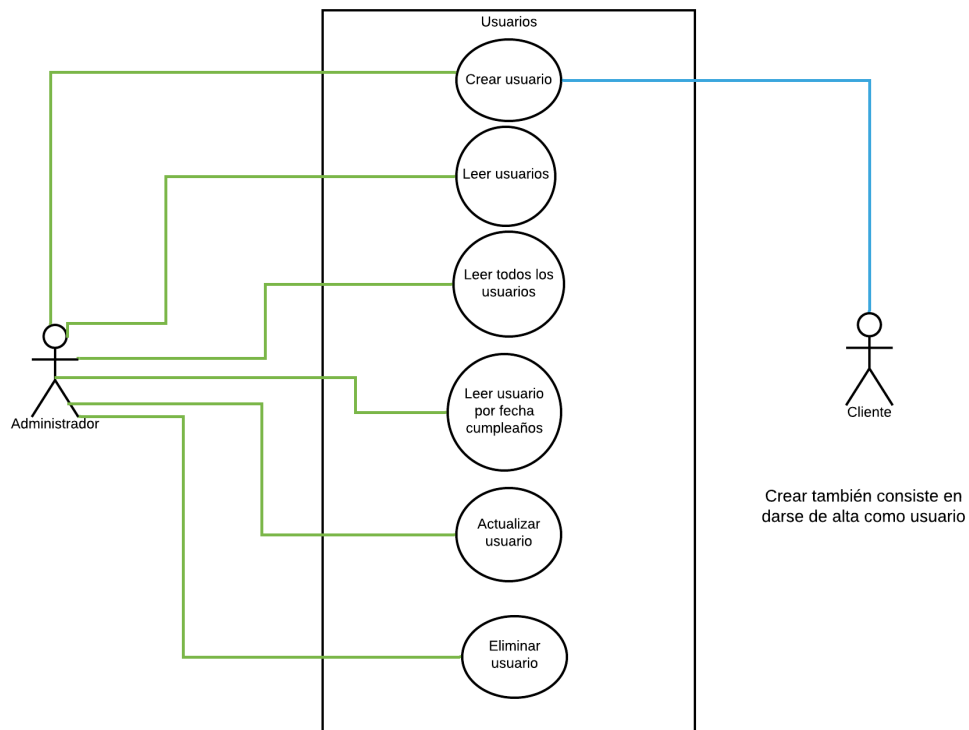 Usuarios
Crear usuario
Leer usuarios
Leer todos los
usuarios
Leer usuario
por fecha
cumpleaños
Actualizar
usuario
Eliminar
usuario
Administrador
Cliente
Crear también consiste en
darse de alta como usuario